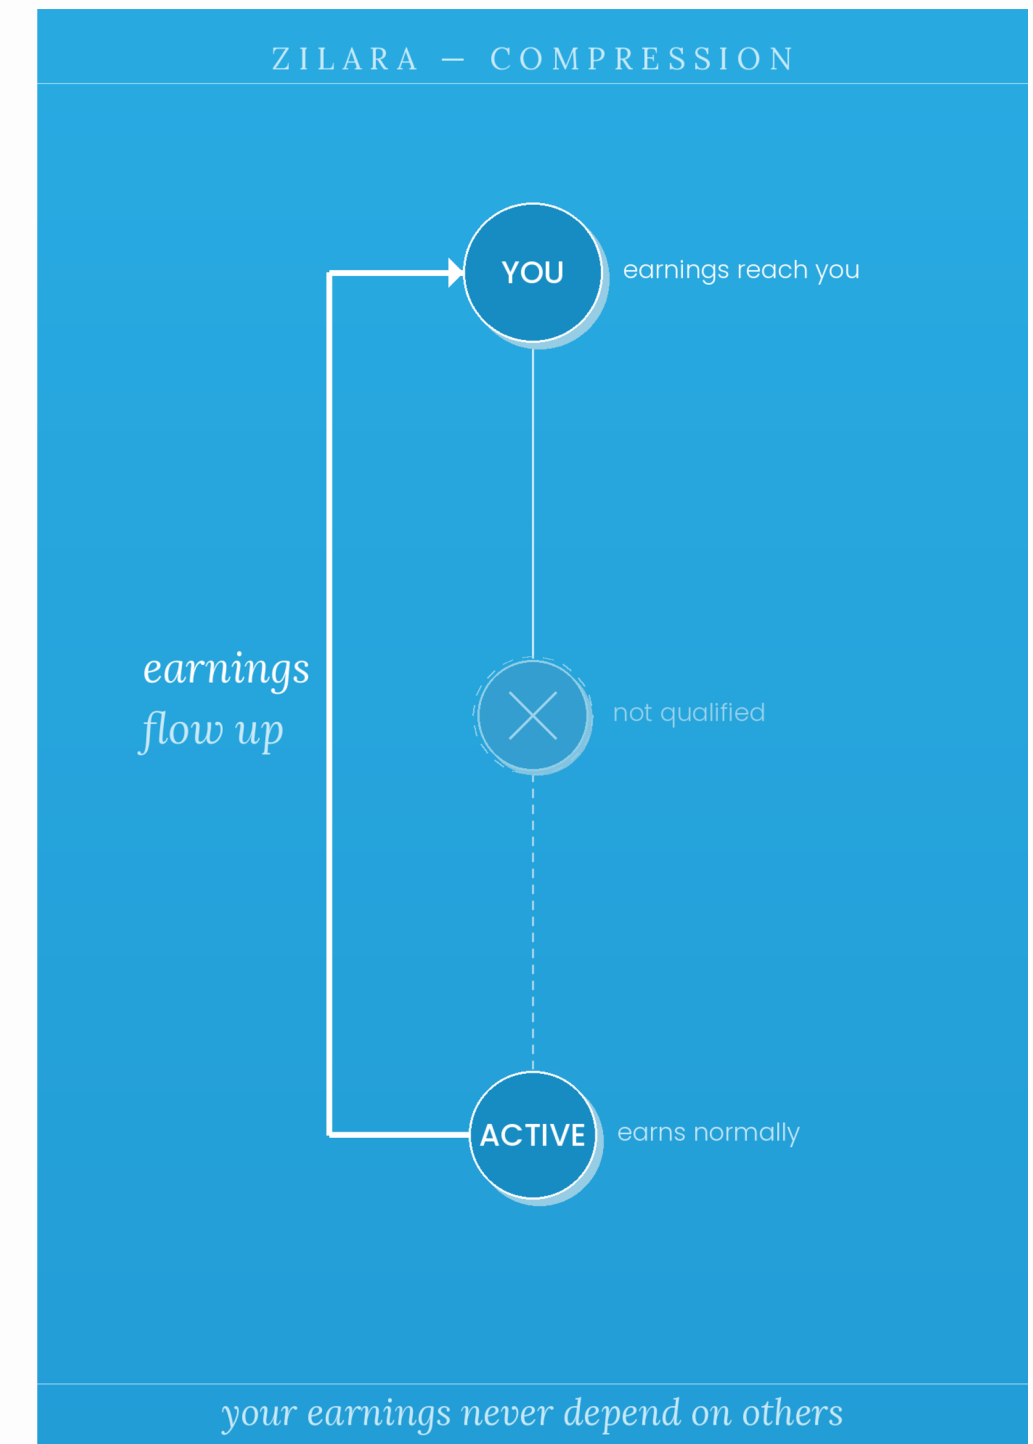 ZILARA — COMPRESSION
YOU
earnings reach you
earnings
flow up
not qualified
ACTIVE
earns normally
your earnings never depend on others